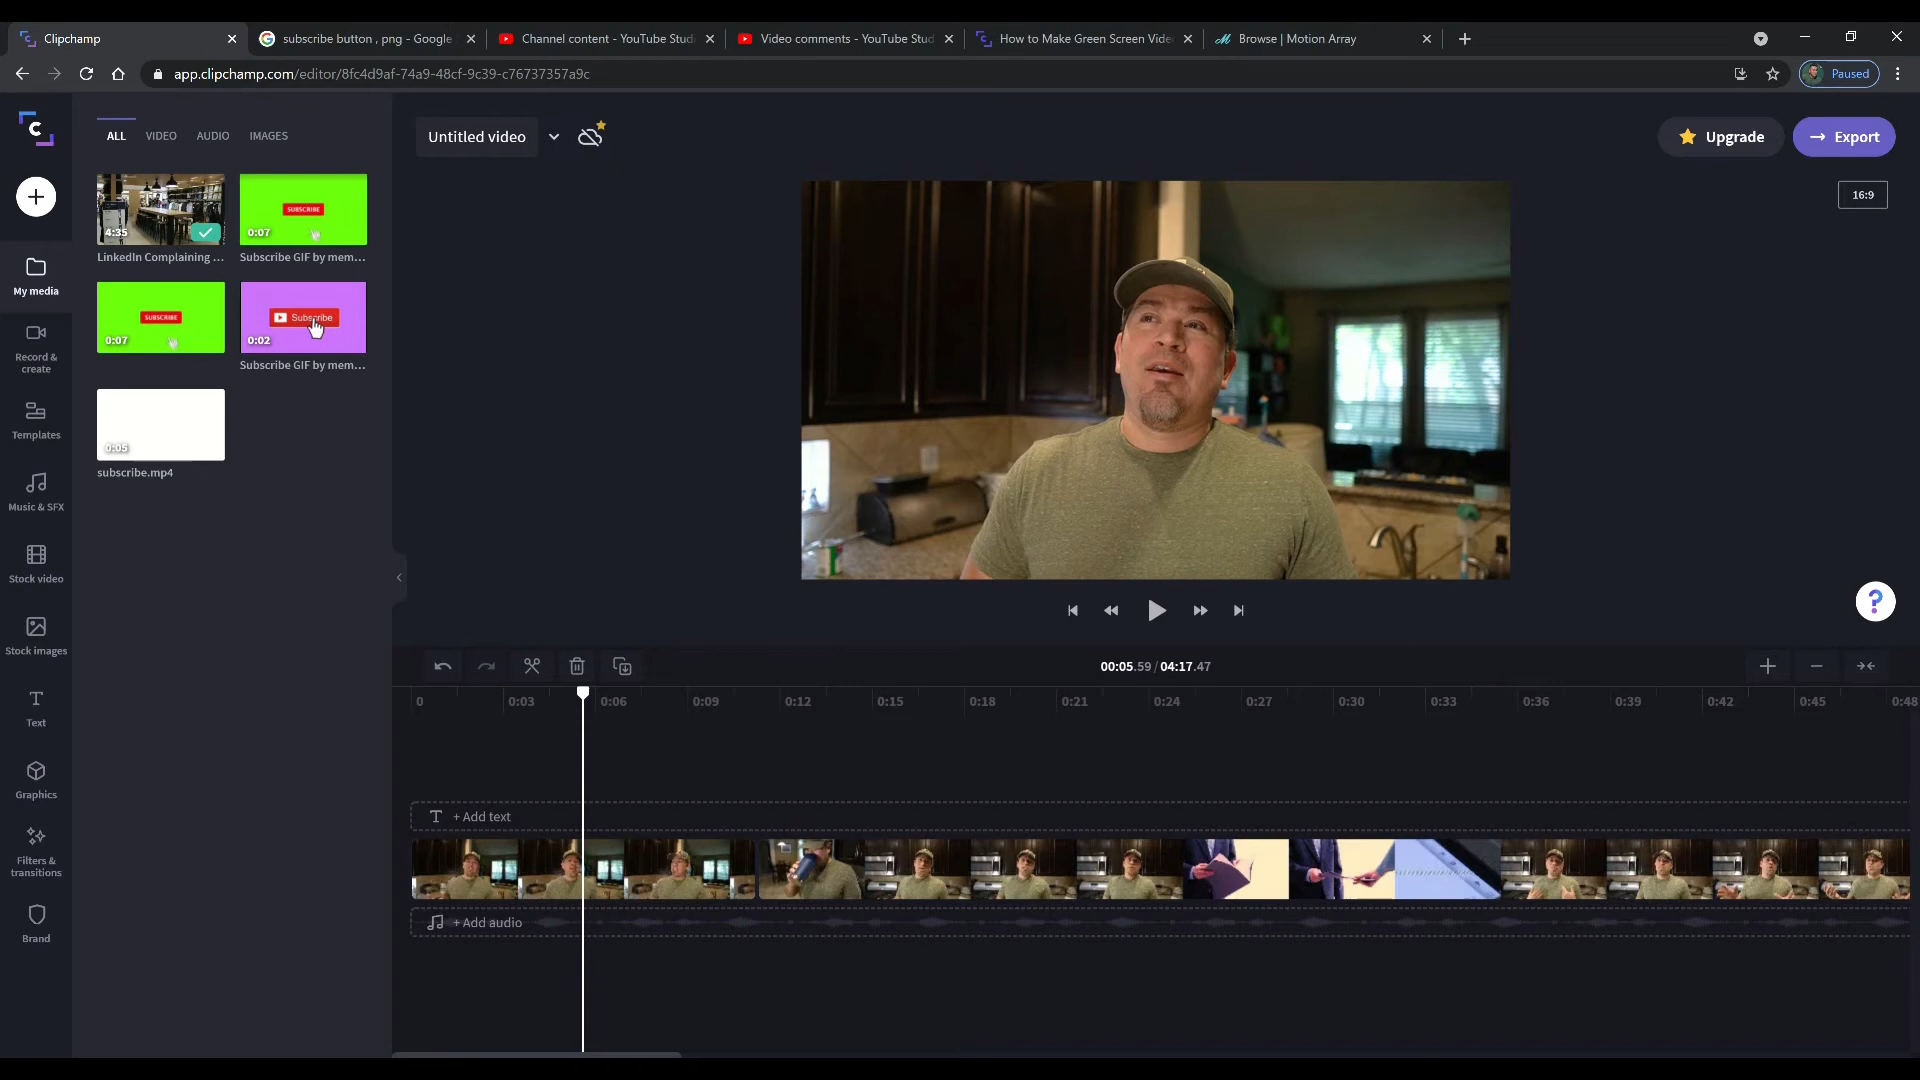 Clipchamp
subscribe button , png - Google
Channel content - YouTube Stud
Video comments - YouTube Stud
How to Make Green Screen Vide
Browse | Motion Array
app.clipchamp.com/editor/8fc4d9af-74a9-48cf-9c39-c76737357a9c
Paused
ALL
VIDEO
AUDIO
IMAGES
Untitled video
Upgrade
Export
16:9
4:35
SUBSCRIBE
0:07
LinkedIn Complaining ...
Subscribe GIF by mem...
SUBSCRIBE
0:07
Subscribe
0:02
Subscribe GIF by mem...
0:05
subscribe.mp4
My media
Record &
create
Templates
Music & SFX
Stock video
Stock images
Text
Graphics
Filters &
transitions
Brand
?
00:05.59 / 04:17.47
0
0:03
0:06
0:09
0:12
0:15
0:18
0:21
0:24
0:27
0:30
0:33
0:36
0:39
0:42
0:45
0:48
T + Add text
+ Add audio